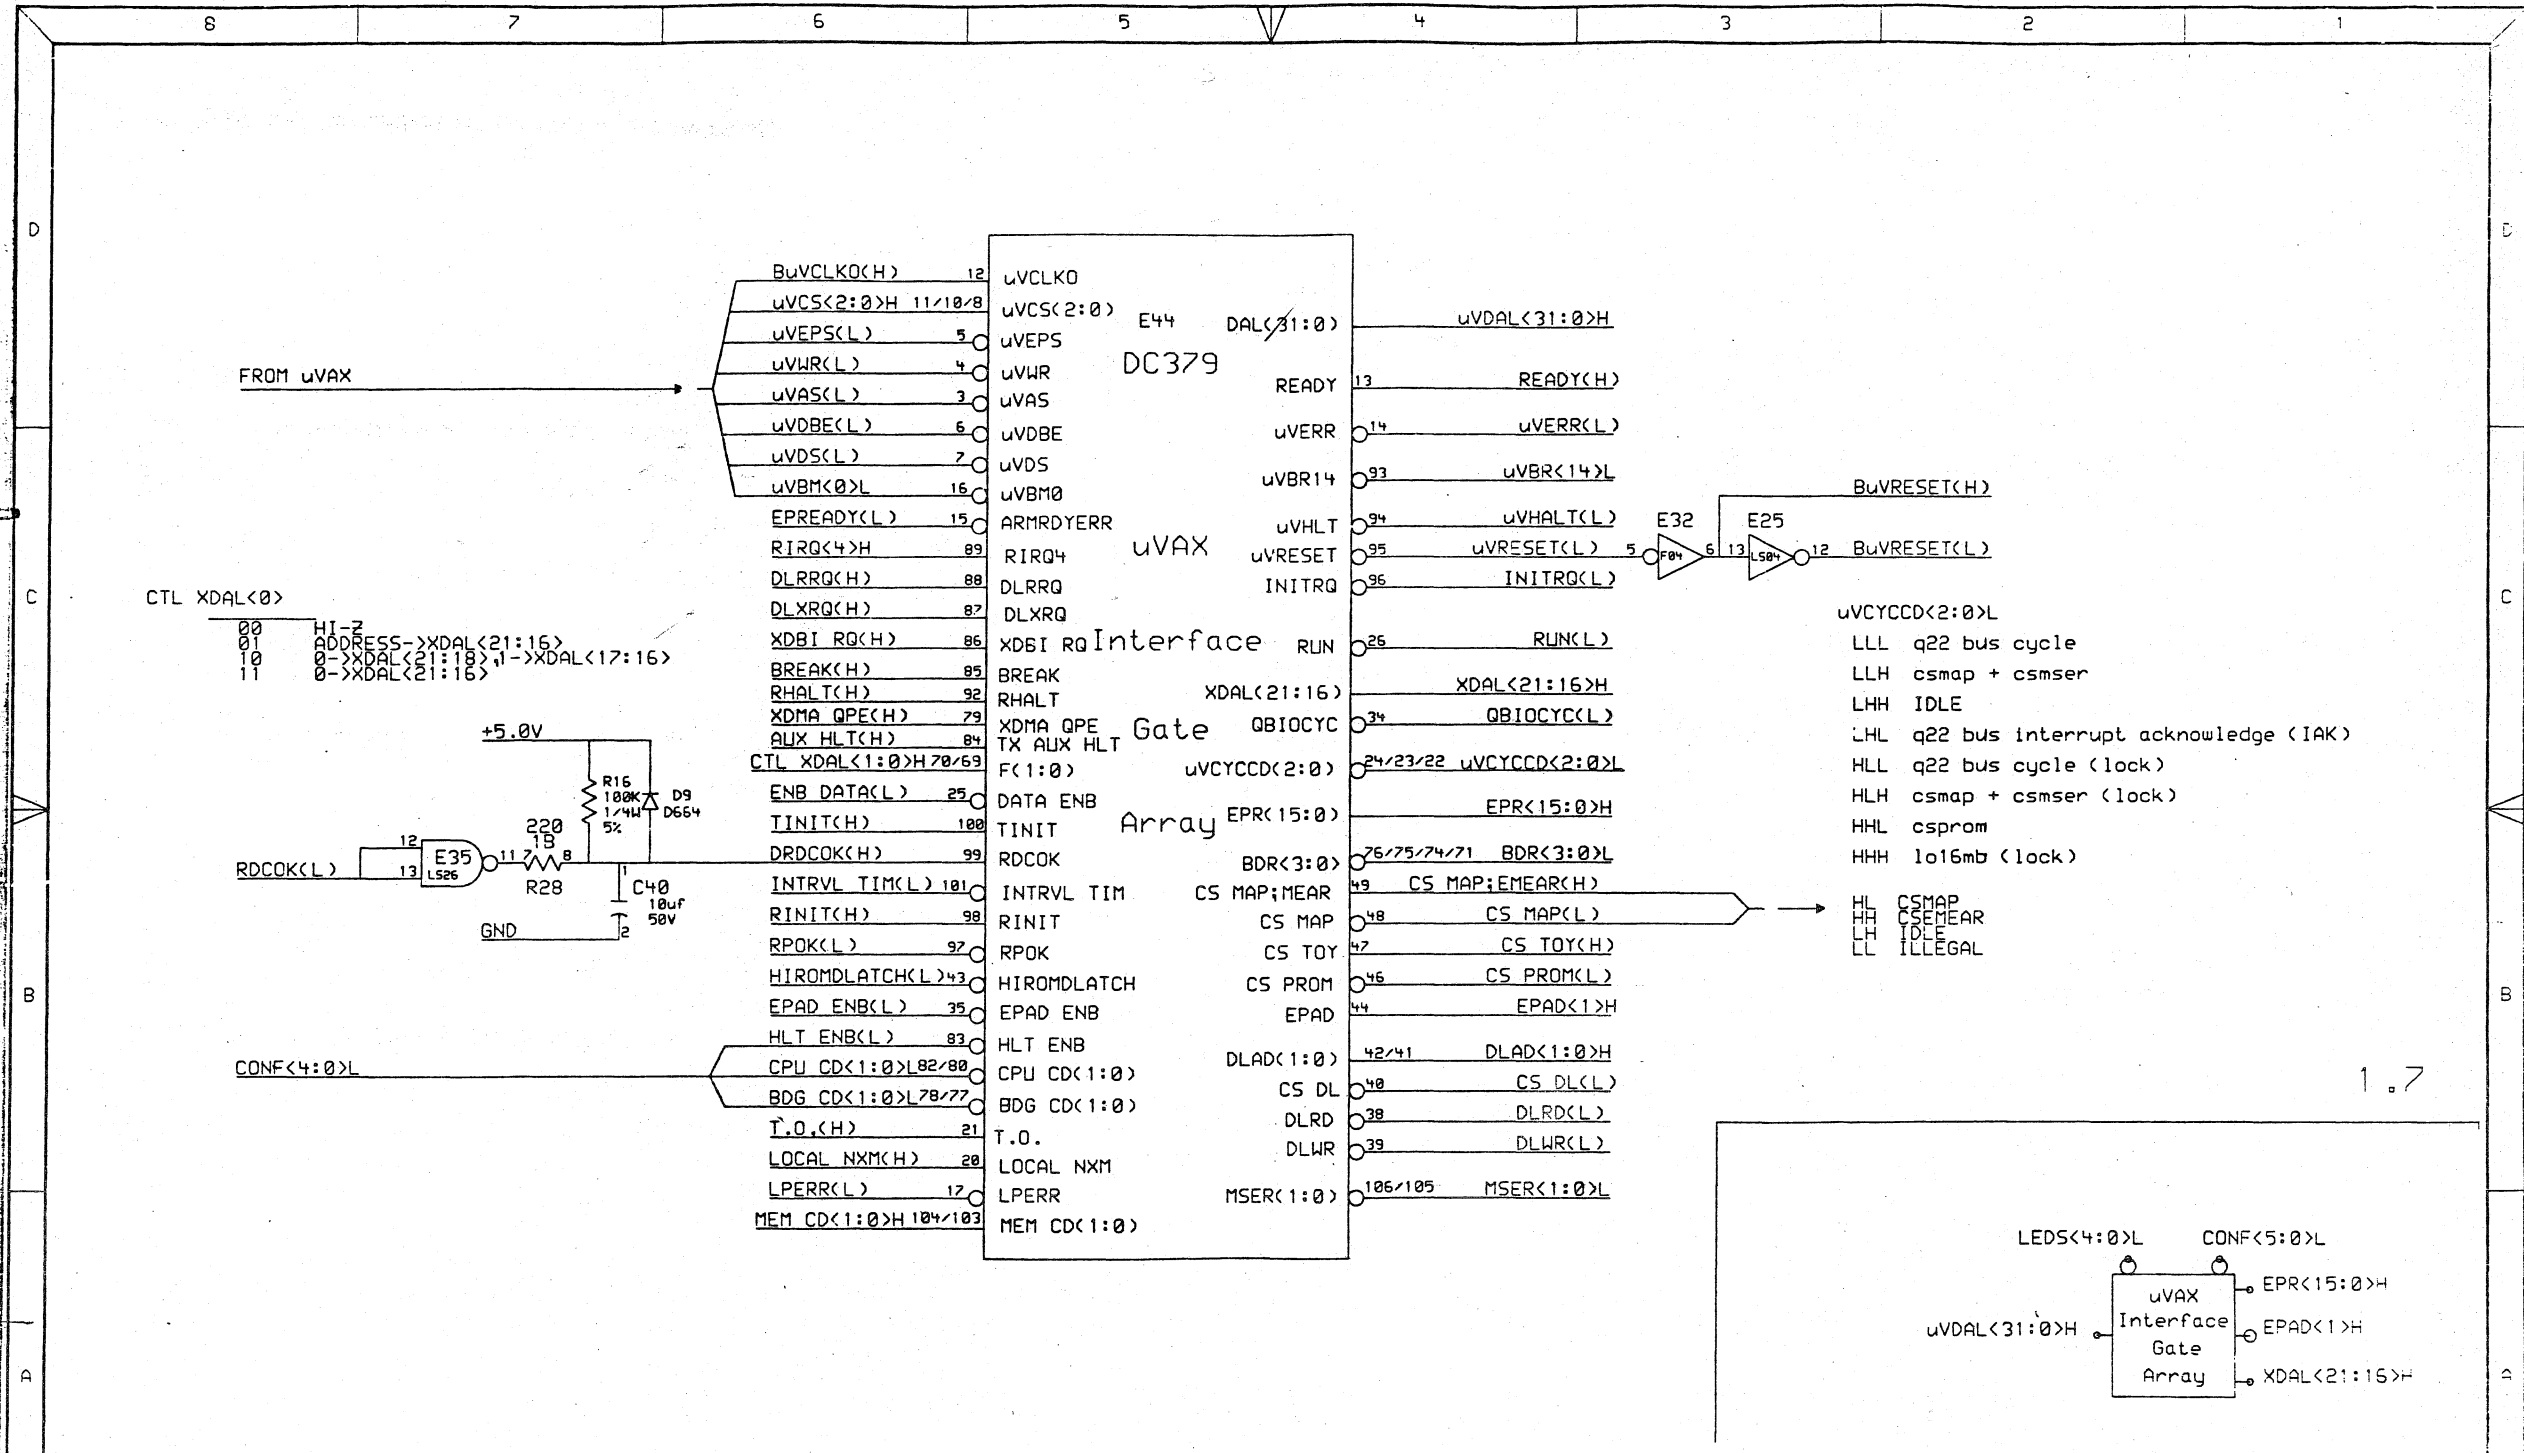 8 7 6 5 4 3 2 1
D
C
B
A
D
C
B
A
FROM uVAX
BuVCLKO(H) 12 uVCLKO
uVCS<2:0>H 11/10/8 uVCS(2:0)
uVEPS(L) 5 uVEPS
uVWR(L) 4 uVWR
uVAS(L) 3 uVAS
uVDBE(L) 6 uVDBE
uVDS(L) 7 uVDS
uVBM<0>L 16 uVBM0
EPREADY(L) 15 ARMRDYERR
RIRQ<4>H 89 RIRQ4
DLRRQ(H) 88 DLRRQ
DLXRQ(H) 87 DLXRQ
XDBI RQ(H) 86 XDBI RQ
BREAK(H) 85 BREAK
RHALT(H) 92 RHALT
XDMA QPE(H) 79 XDMA QPE
AUX HLT(H) 84 TX AUX HLT
CTL XDAL<1:0>H 70/69 F(1:0)
ENB DATA(L) 25 DATA ENB
TINIT(H) 100 TINIT
DRDCOK(H) 99 RDCOK
INTRVL TIM(L) 101 INTRVL TIM
RINIT(H) 98 RINIT
RPOK(L) 97 RPOK
HIROMDLATCH(L) 43 HIROMDLATCH
EPAD ENB(L) 35 EPAD ENB
HLT ENB(L) 83 HLT ENB
CPU CD<1:0>L 82/80 CPU CD(1:0)
BDG CD<1:0>L 78/77 BDG CD(1:0)
T.O.(H) 21 T.O.
LOCAL NXM(H) 20 LOCAL NXM
LPERR(L) 17 LPERR
MEM CD<1:0>H 104/103 MEM CD(1:0)
CONF<4:0>L
E44
DC379
uVAX
Interface
Gate
Array
DAL(31:0) uVDAL<31:0>H
READY 13 READY(H)
uVERR 14 uVERR(L)
uVBR14 93 uVBR<14>L
uVHLT 94 uVHALT(L)
uVRESET 95 uVRESET(L)
INITRQ 96 INITRQ(L)
RUN 26 RUN(L)
XDAL(21:16) XDAL<21:16>H
QBIOCYC 34 QBIOCYC(L)
uVCYCCD(2:0) 24/23/22 uVCYCCD<2:0>L
EPR(15:0) EPR<15:0>H
BDR(3:0) 76/75/74/71 BDR<3:0>L
CS MAP;MEAR 49 CS MAP;EMEAR(H)
CS MAP 48 CS MAP(L)
CS TOY 47 CS TOY(H)
CS PROM 46 CS PROM(L)
EPAD 44 EPAD<1>H
DLAD(1:0) 42/41 DLAD<1:0>H
CS DL 40 CS DL(L)
DLRD 38 DLRD(L)
DLWR 39 DLWR(L)
MSER(1:0) 106/105 MSER<1:0>L
5 E32 F04 6
13 E25 LS04 12
BuVRESET(H)
BuVRESET(L)
CTL XDAL<0>
00 HI-Z
01 ADDRESS->XDAL<21:16>
10 0->XDAL<21:18>,1->XDAL<17:16>
11 0->XDAL<21:16>
+5.0V
R16
100K
1/4W
5%
D9
D664
RDCOK(L)
12
13
E35
LS26
11
220
1B
7 8
R28
1
C40
10uf
50V
2
GND
uVCYCCD<2:0>L
LLL q22 bus cycle
LLH csmap + csmser
LHH IDLE
LHL q22 bus interrupt acknowledge (IAK)
HLL q22 bus cycle (lock)
HLH csmap + csmser (lock)
HHL csprom
HHH lo16mb (lock)
HL CSMAP
HH CSEMEAR
LH IDLE
LL ILLEGAL
1.7
LEDS<4:0>L CONF<5:0>L
uVDAL<31:0>H
uVAX
Interface
Gate
Array
EPR<15:0>H
EPAD<1>H
XDAL<21:16>H